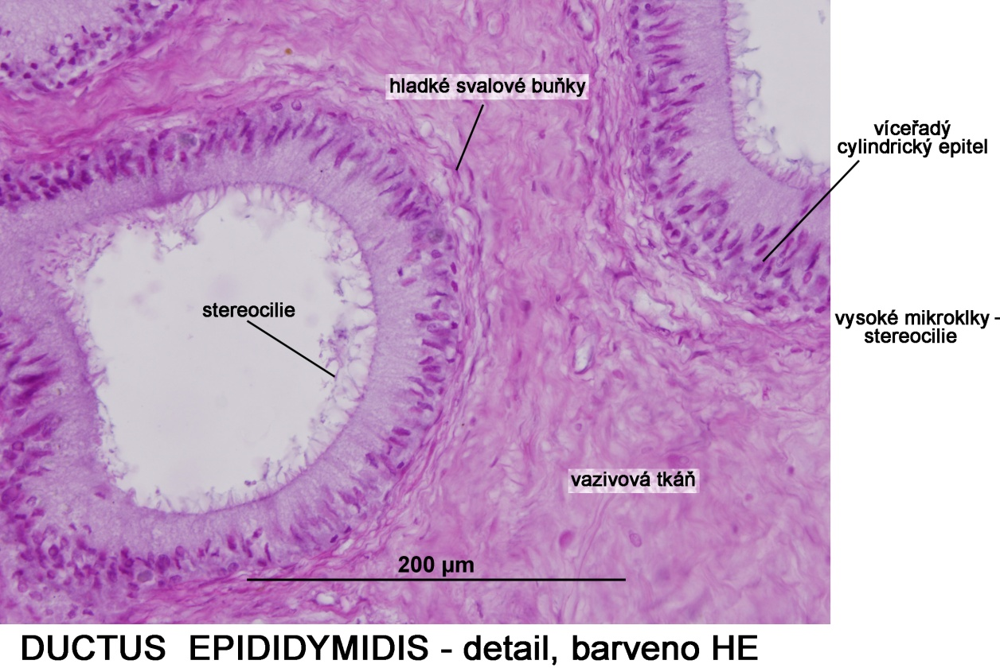 hladké svalové buňky
víceřadý
cylindrický epitel
stereocilie
vysoké mikroklky -
stereocilie
vazivová tkáň
200 µm
DUCTUS EPIDIDYMIDIS - detail, barveno HE